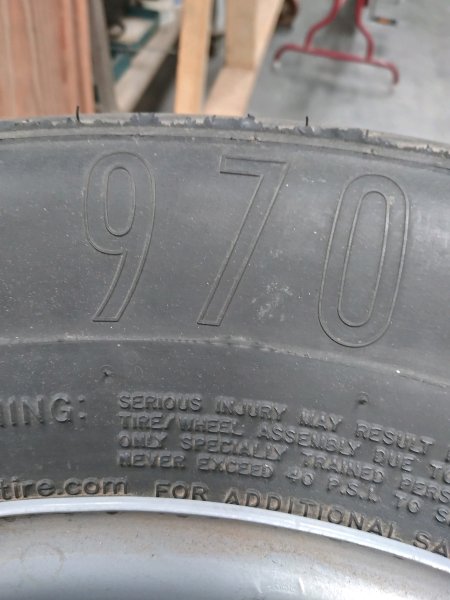 970
NING: SERIOUS INJURY MAY RESULT
TIRE/WHEEL ASSEMBLY DUE TO
ONLY SPECIALLY TRAINED PERS
NEVER EXCEED 40 P.S.I. TO S
tire.com FOR ADDITIONAL SA